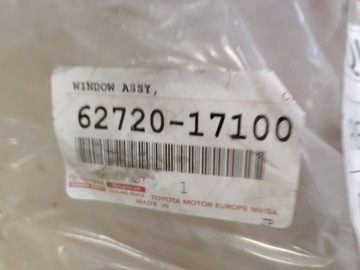 WINDOW ASSY,
62720-17100
1
TOYOTA MOTOR EUROPE NV/SA
MADE IN